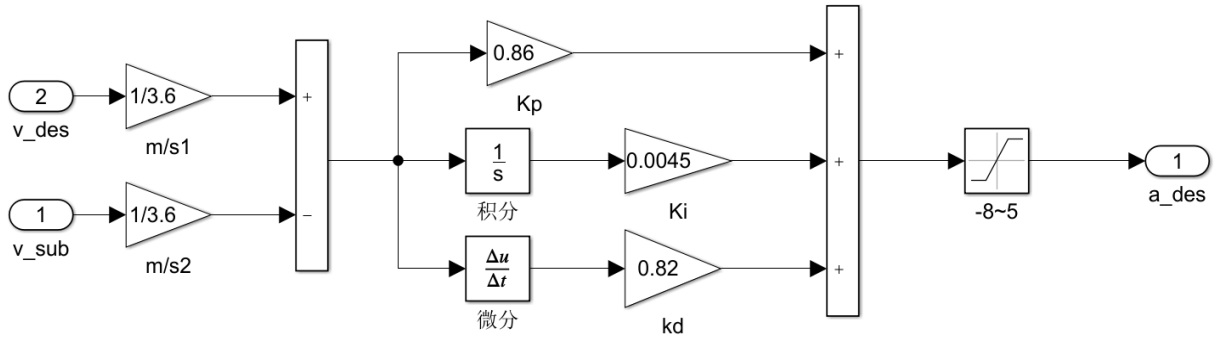 2
v_des
1/3.6
m/s1
1
v_sub
1/3.6
m/s2
+
−
0.86
Kp
1
s
积分
0.0045
Ki
Δu
Δt
微分
0.82
kd
+
+
+
-8~5
1
a_des